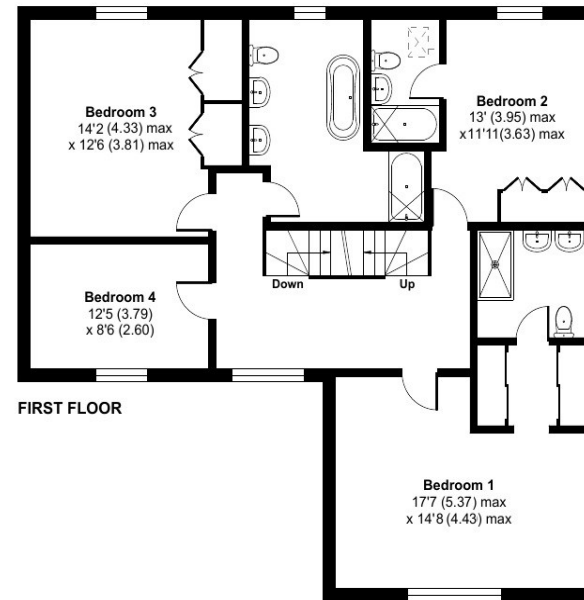 Bedroom 3
14'2 (4.33) max
x 12'6 (3.81) max
Bedroom 2
13' (3.95) max
x11'11(3.63) max
Bedroom 4
12'5 (3.79)
x 8'6 (2.60)
Down
Up
FIRST FLOOR
Bedroom 1
17'7 (5.37) max
x 14'8 (4.43) max